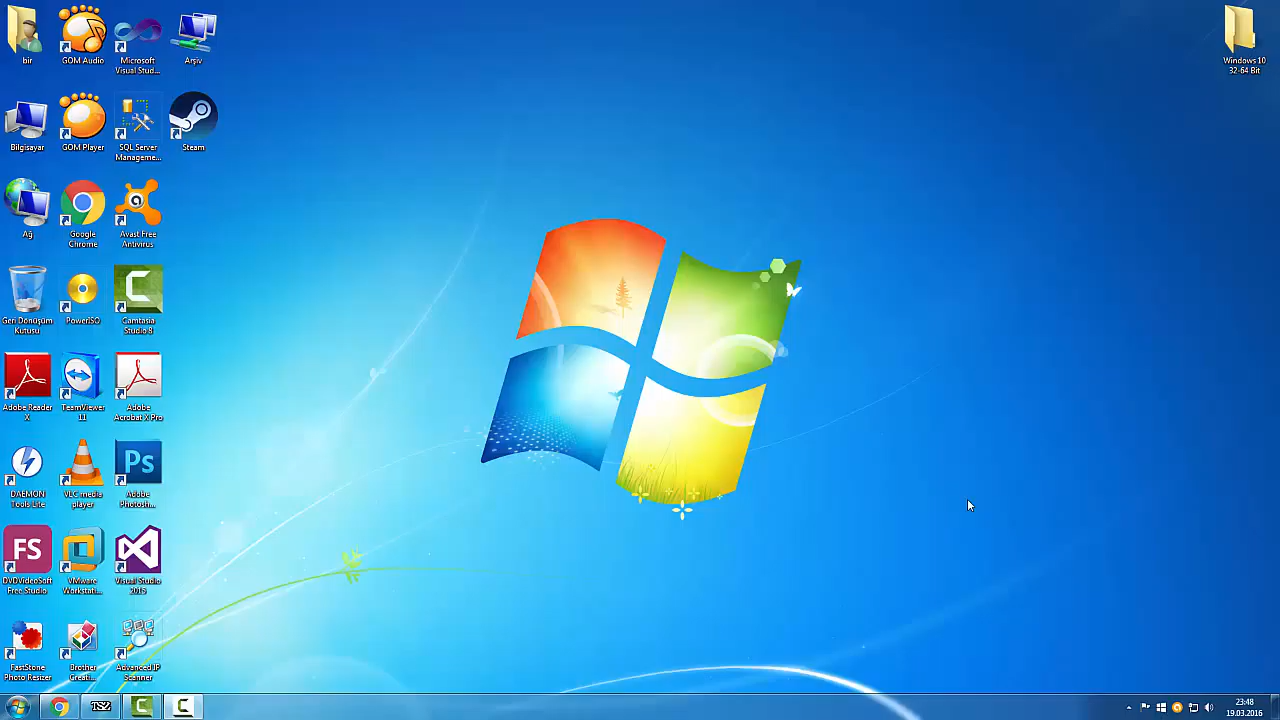 bir
GOM Audio
Microsoft
Visual Stud...
Arşiv
Windows 10
32-64 Bit
Bilgisayar
GOM Player
SQL Server
Manageme...
Steam
Ağ
Google
Chrome
Avast Free
Antivirus
Geri Dönüşüm
Kutusu
PowerISO
Camtasia
Studio 8
Adobe Reader
X
TeamViewer
11
Adobe
Acrobat X Pro
DAEMON
Tools Lite
VLC media
player
Ps
Adobe
Photosh...
FS
DVDVideoSoft
Free Studio
VMware
Workstati...
Visual Studio
2015
FastStone
Photo Resizer
Brother
Creati...
Advanced IP
Scanner
TS2
23:48
19.03.2016